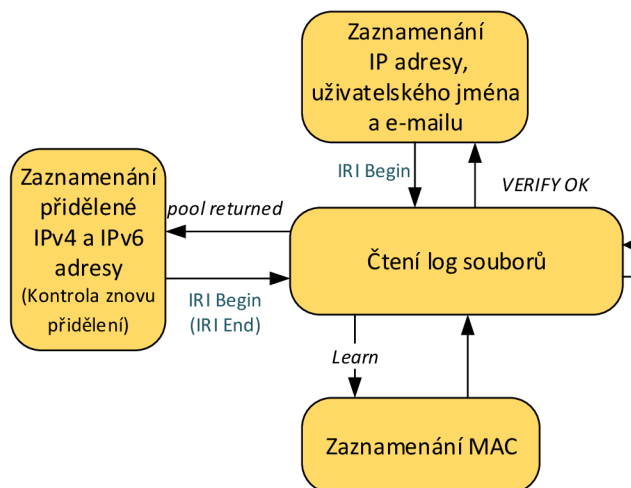 Zaznamenání
IP adresy,
uživatelského jména
a e-mailu
IRI Begin
VERIFY OK
Zaznamenání
přidělené
IPv4 a IPv6
adresy
(Kontrola znovu
přidělení)
pool returned
IRI Begin
(IRI End)
Čtení log souborů
Learn
Zaznamenání MAC